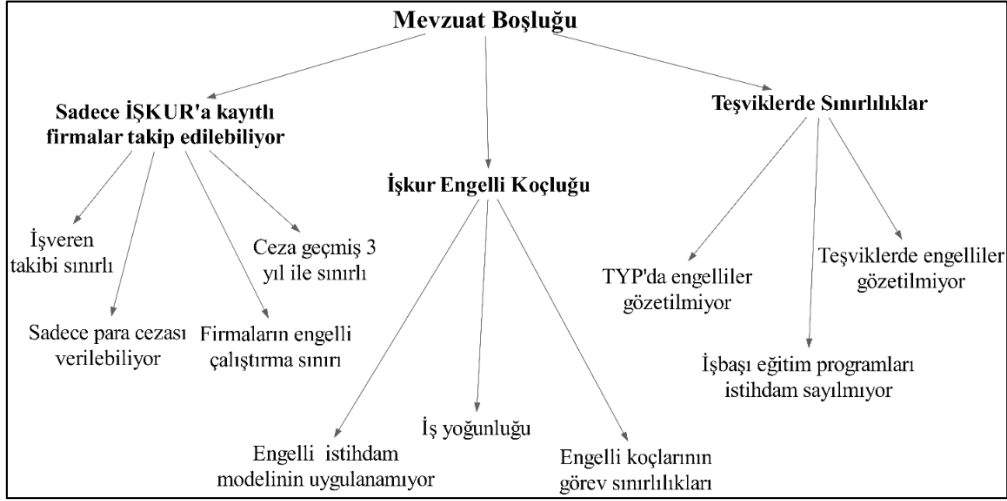 Mevzuat Boşluğu
Sadece İŞKUR'a kayıtlı
firmalar takip edilebiliyor
Teşviklerde Sınırlılıklar
İşkur Engelli Koçluğu
İşveren
takibi sınırlı
Ceza geçmiş 3
yıl ile sınırlı
Sadece para cezası
verilebiliyor
Firmaların engelli
çalıştırma sınırı
TYP'da engelliler
gözetilmiyor
Teşviklerde engelliler
gözetilmiyor
İşbaşı eğitim programları
istihdam sayılmıyor
Engelli istihdam
modelinin uygulanamıyor
İş yoğunluğu
Engelli koçlarının
görev sınırlılıkları